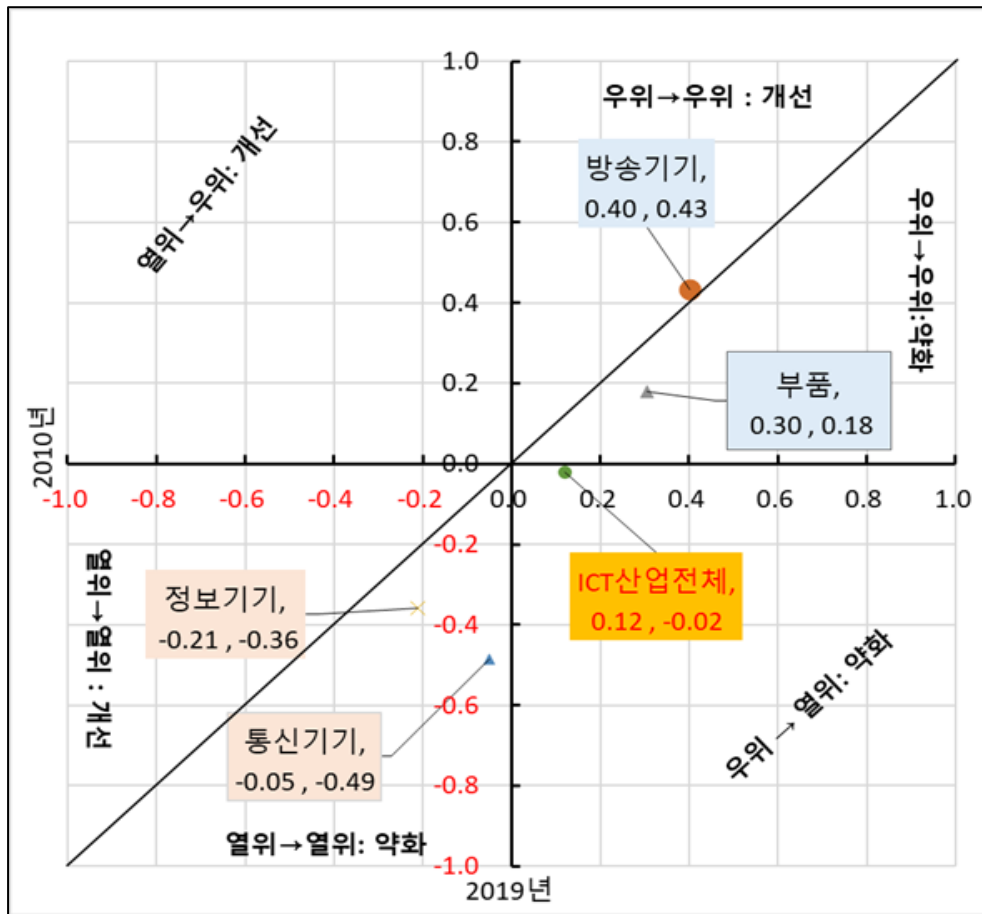 1.0
우위→우위 : 개선
0.8
열위→우위: 개선
방송기기,
0.40 , 0.43
0.6
우위→우위:약화
0.4
0.2
부품,
0.30 , 0.18
2010년
0.0
-1.0
-0.8
-0.6
-0.4
-0.2
0.0
0.2
0.4
0.6
0.8
1.0
-0.2
열위→열위 : 개선
정보기기,
-0.21 , -0.36
ICT산업전체,
0.12 , -0.02
-0.4
-0.6
우위 → 열위: 약화
통신기기,
-0.05 , -0.49
-0.8
열위→열위: 약화
-1.0
2019년